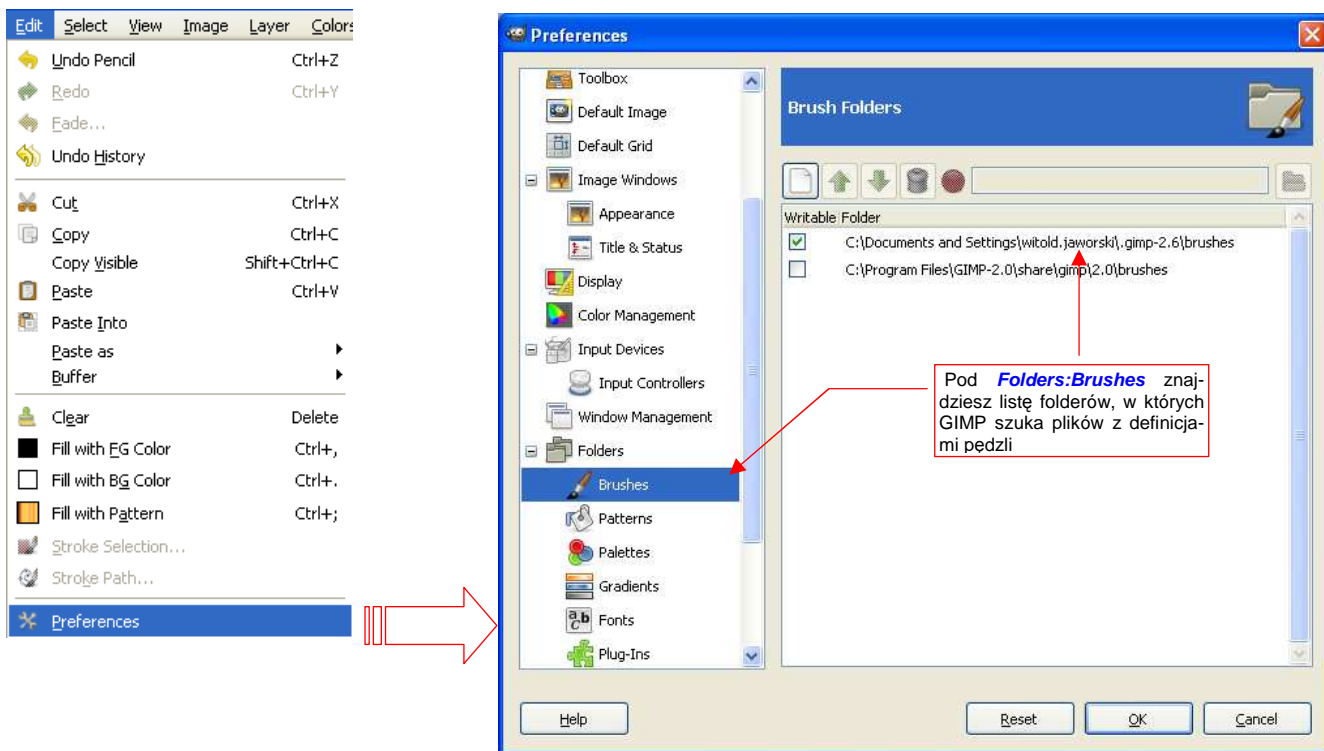 Edit Select View Image Layer Colors
Undo Pencil Ctrl+Z
Redo Ctrl+Y
Fade...
Undo History
Cut Ctrl+X
Copy Ctrl+C
Copy Visible Shift+Ctrl+C
Paste Ctrl+V
Paste Into
Paste as
Buffer
Clear Delete
Fill with FG Color Ctrl+,
Fill with BG Color Ctrl+.
Fill with Pattern Ctrl+;
Stroke Selection...
Stroke Path...
Preferences
Preferences
Toolbox
Default Image
Default Grid
Image Windows
Appearance
Title & Status
Display
Color Management
Input Devices
Input Controllers
Window Management
Folders
Brushes
Patterns
Palettes
Gradients
Fonts
Plug-Ins
Brush Folders
Writable Folder
C:\Documents and Settings\witold.jaworski\.gimp-2.6\brushes
C:\Program Files\GIMP-2.0\share\gimp\2.0\brushes
Pod Folders:Brushes znaj-
dziesz listę folderów, w których
GIMP szuka plików z definicja-
mi pędzli
Help Reset OK Cancel